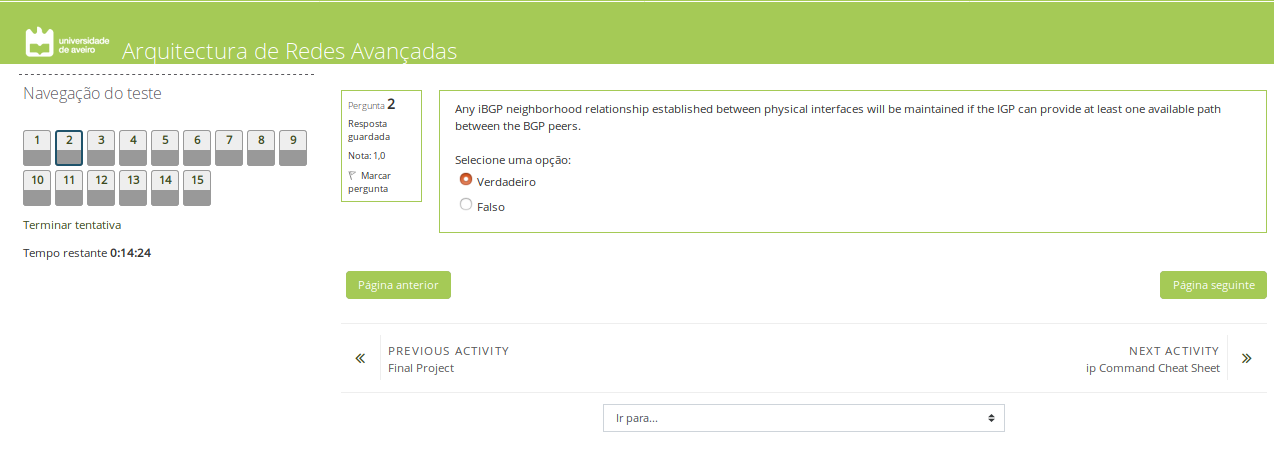 universidade
de aveiro
Arquitectura de Redes Avançadas
Navegação do teste
1 2 3 4 5 6 7 8 9
10 11 12 13 14 15
Terminar tentativa
Tempo restante 0:14:24
Pergunta 2
Resposta
guardada
Nota: 1,0
Marcar
pergunta
Any iBGP neighborhood relationship established between physical interfaces will be maintained if the IGP can provide at least one available path
between the BGP peers.
Selecione uma opção:
Verdadeiro
Falso
Página anterior
Página seguinte
PREVIOUS ACTIVITY
Final Project
NEXT ACTIVITY
ip Command Cheat Sheet
Ir para...